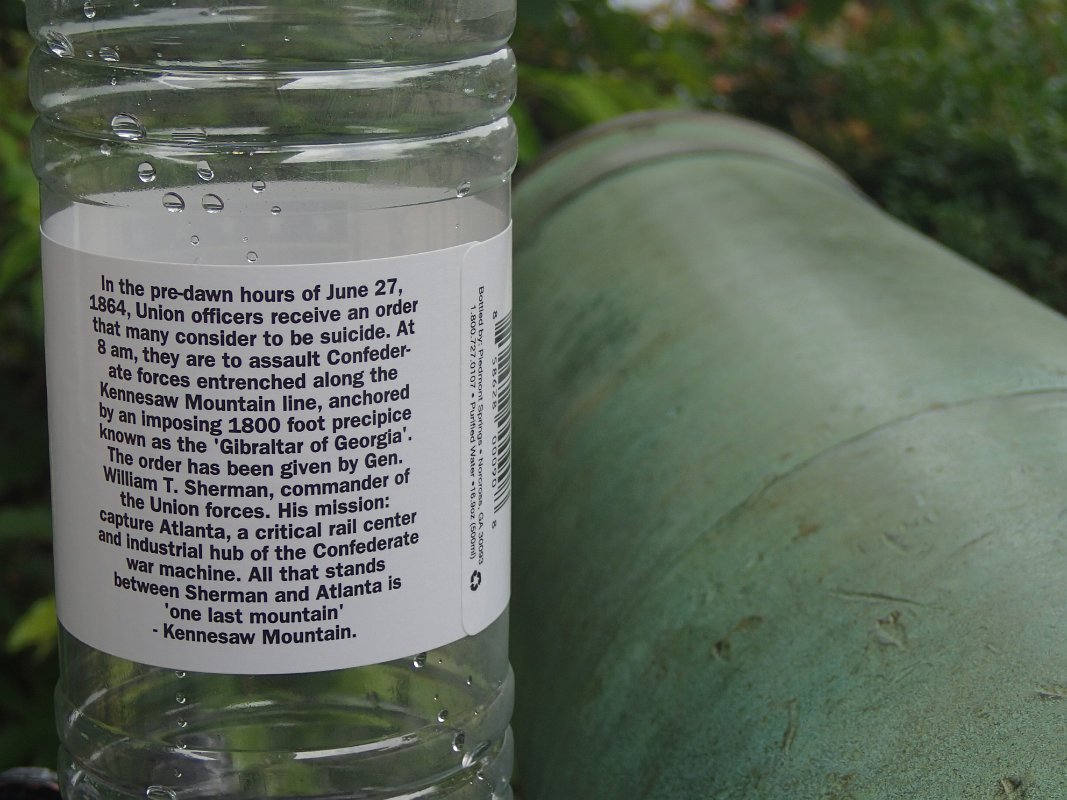 In the pre-dawn hours of June 27,
1864, Union officers receive an order
that many consider to be suicide. At
8 am, they are to assault Confeder-
ate forces entrenched along the
Kennesaw Mountain line, anchored
by an imposing 1800 foot precipice
known as the 'Gibraltar of Georgia'.
The order has been given by Gen.
William T. Sherman, commander of
the Union forces. His mission:
capture Atlanta, a critical rail center
and industrial hub of the Confederate
war machine. All that stands
between Sherman and Atlanta is
'one last mountain'
- Kennesaw Mountain.
Bottled by: Piedmont Springs • Norcross, GA 30093
1.800.727.0107 • Purified Water • 16.9oz (500ml)
8 58628 00090 8